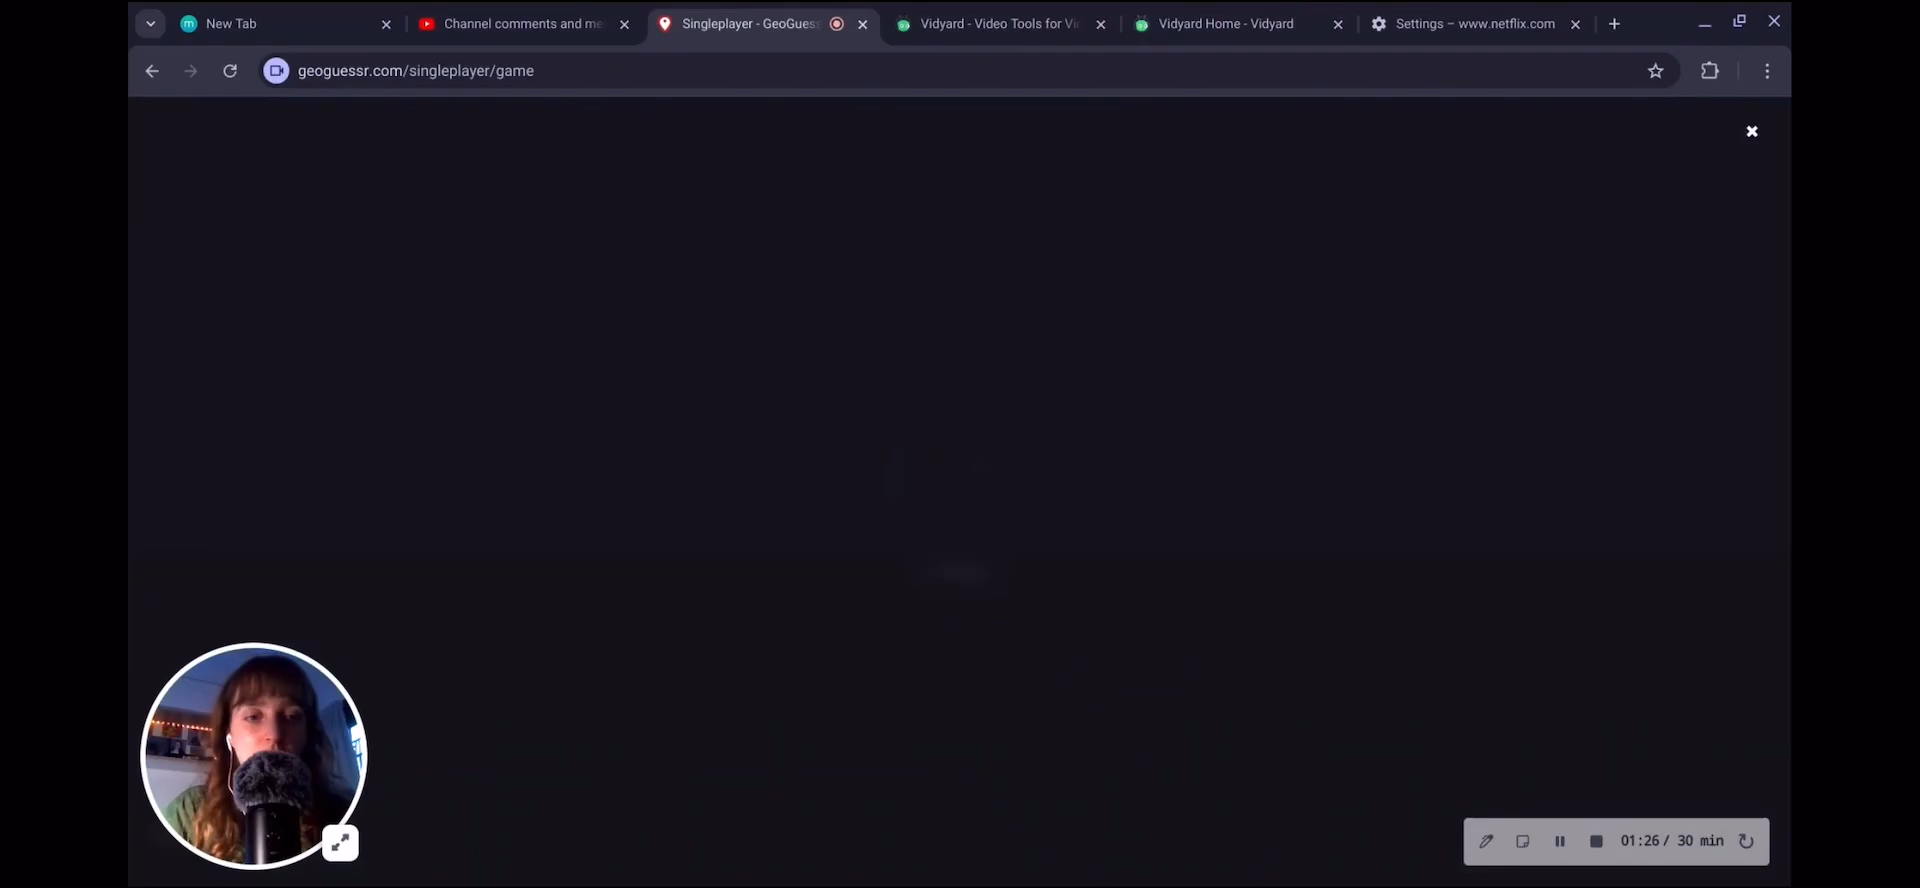 New Tab
Channel comments and me
Singleplayer - GeoGuess
Vidyard - Video Tools for Vi
Vidyard Home - Vidyard
Settings – www.netflix.com
geoguessr.com/singleplayer/game
01:26 / 30 min